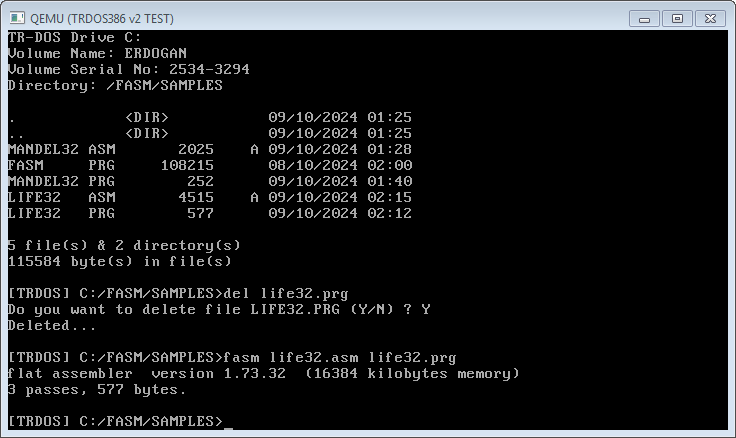 QEMU (TRDOS386 v2 TEST)
TR-DOS Drive C:
Volume Name: ERDOGAN
Volume Serial No: 2534-3294
Directory: /FASM/SAMPLES
. <DIR> 09/10/2024 01:25
.. <DIR> 09/10/2024 01:25
MANDEL32 ASM 2025 A 09/10/2024 01:28
FASM PRG 108215 08/10/2024 02:00
MANDEL32 PRG 252 09/10/2024 01:40
LIFE32 ASM 4515 A 09/10/2024 02:15
LIFE32 PRG 577 09/10/2024 02:12
5 file(s) & 2 directory(s)
115584 byte(s) in file(s)
[TRDOS] C:/FASM/SAMPLES>del life32.prg
Do you want to delete file LIFE32.PRG (Y/N) ? Y
Deleted...
[TRDOS] C:/FASM/SAMPLES>fasm life32.asm life32.prg
flat assembler  version 1.73.32  (16384 kilobytes memory)
3 passes, 577 bytes.
[TRDOS] C:/FASM/SAMPLES>_